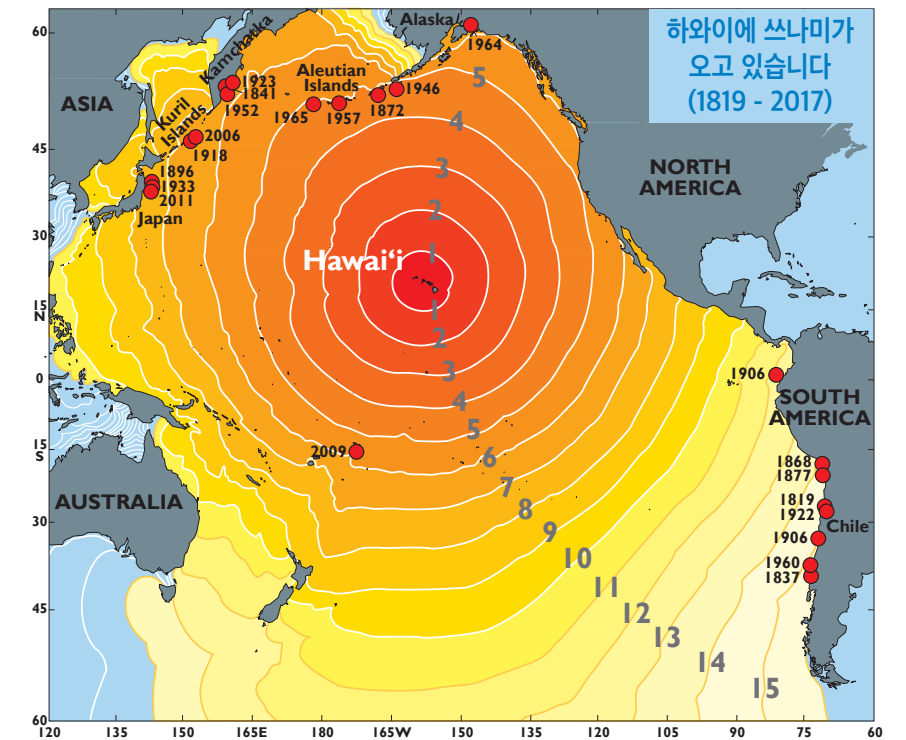 하와이에 쓰나미가
오고 있습니다
(1819 - 2017)
Alaska
1964
60
Kamchatka
1923
1841
1952
Aleutian
Islands
1946
1965
1957
1872
ASIA
Kuril
Islands
2006
1918
45
1896
1933
2011
Japan
NORTH
AMERICA
30
Hawai‘i
5
4
3
2
1
1
2
3
4
5
6
7
8
9
10
11
12
13
14
15
15
N
0
1906
SOUTH
AMERICA
15
S
2009
1868
1877
AUSTRALIA
1819
1922
Chile
30
1906
1960
1837
45
60
120
135
150
165E
180
165W
150
135
120
105
90
75
60